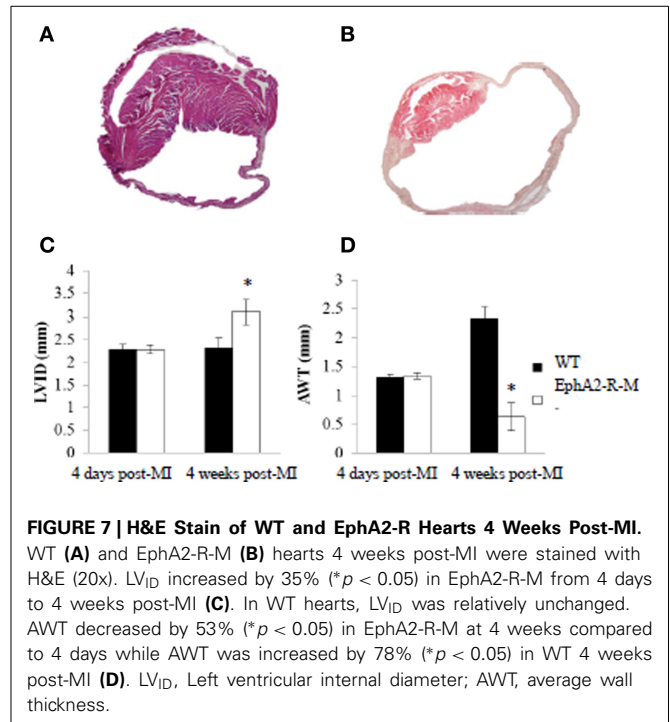 A
B
C
D
3.5
3
2.5
2
1.5
1
0.5
0
LVID (mm)
*
4 days post-MI 4 weeks post-MI
3
2.5
2
1.5
1
0.5
0
AWT (mm)
*
4 days post-MI 4 weeks post-MI
WT
EphA2-R-M
-
FIGURE 7 | H&E Stain of WT and EphA2-R Hearts 4 Weeks Post-MI.
WT (A) and EphA2-R-M (B) hearts 4 weeks post-MI were stained with
H&E (20x). LVID increased by 35% (*p < 0.05) in EphA2-R-M from 4 days
to 4 weeks post-MI (C). In WT hearts, LVID was relatively unchanged.
AWT decreased by 53% (*p < 0.05) in EphA2-R-M at 4 weeks compared
to 4 days while AWT was increased by 78% (*p < 0.05) in WT 4 weeks
post-MI (D). LVID, Left ventricular internal diameter; AWT, average wall
thickness.